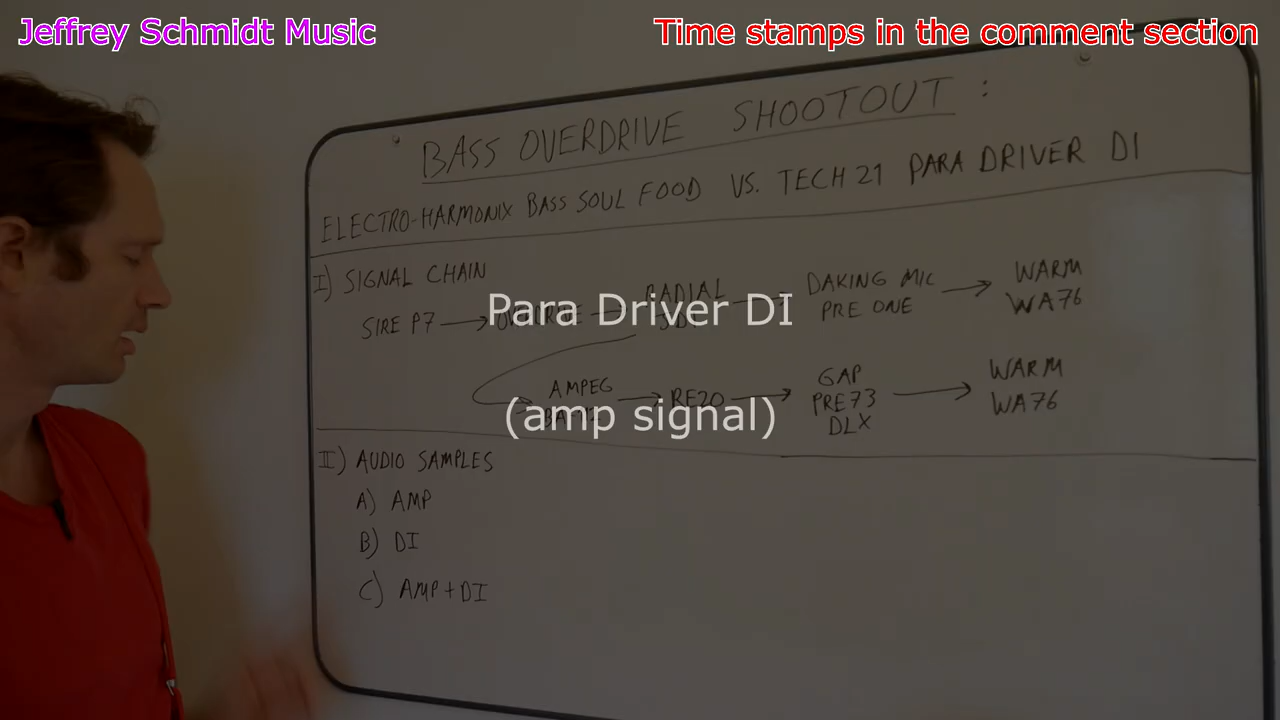 Jeffrey Schmidt Music
Time stamps in the comment section
BASS OVERDRIVE SHOOTOUT :
ELECTRO-HARMONIX BASS SOUL FOOD VS. TECH 21 PARA DRIVER DI
I) SIGNAL CHAIN
SIRE P7 → OVERDRIVE → RADIAL → DAKING MIC PRE ONE → WARM WA76
Para Driver DI
AMPEG → RE20 → GAP PRE73 DLX → WARM WA76
(amp signal)
II) AUDIO SAMPLES
A) AMP
B) DI
C) AMP + DI